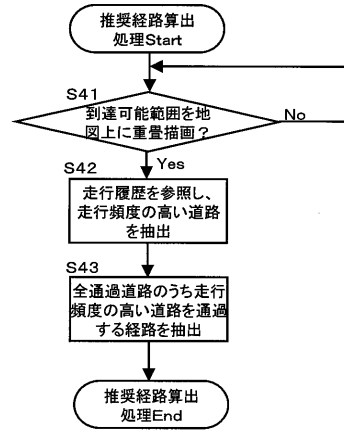 推奨経路算出
処理Start
S41
到達可能範囲を地
図上に重畳描画？
No
Yes
S42
走行履歴を参照し、
走行頻度の高い道路
を抽出
S43
全通過道路のうち走行
頻度の高い道路を通過
する経路を抽出
推奨経路算出
処理End